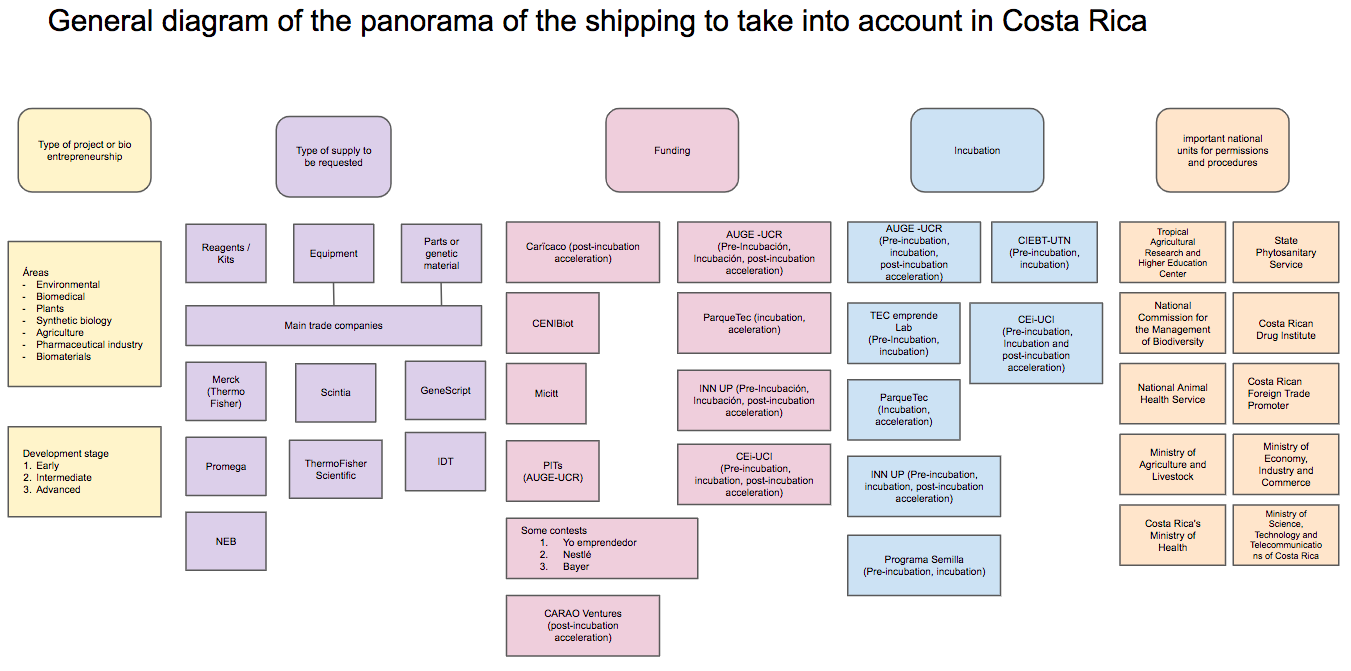 General diagram of the panorama of the shipping to take into account in Costa Rica
Type of project or bio
entrepreneurship
Áreas
- Environmental
- Biomedical
- Plants
- Synthetic biology
- Agriculture
- Pharmaceutical industry
- Biomaterials
Development stage
1. Early
2. Intermediate
3. Advanced
Type of supply to
be requested
Reagents /
Kits
Equipment
Parts or
genetic
material
Main trade companies
Merck
(Thermo
Fisher)
Scintia
GeneScript
Promega
ThermoFisher
Scientific
IDT
NEB
Funding
Carïcaco (post-incubation
acceleration)
AUGE -UCR
(Pre-Incubación,
Incubación, post-incubation
acceleration)
CENIBiot
ParqueTec (incubation,
aceleration)
Micitt
INN UP (Pre-Incubación,
Incubación, post-incubation
acceleration)
PITs
(AUGE-UCR)
CEi-UCI
(Pre-incubation,
incubation, post-incubation
acceleration)
Some contests
1. Yo emprendedor
2. Nestlé
3. Bayer
CARAO Ventures
(post-incubation
acceleration)
Incubation
AUGE -UCR
(Pre-incubation,
incubation,
post-incubation
acceleration)
CIEBT-UTN
(Pre-incubation,
incubation)
TEC emprende
Lab
(Pre-Incubation,
incubation)
CEi-UCI
(Pre-incubation,
Incubation and
post-incubation
acceleration)
ParqueTec
(Incubation,
acceleration)
INN UP (Pre-incubation,
incubation, post-incubation
acceleration)
Programa Semilla
(Pre-incubation, incubation)
important national
units for permissions
and procedures
Tropical
Agricultural
Research and
Higher Education
Center
State
Phytosanitary
Service
National
Commission for
the Management
of Biodiversity
Costa Rican
Drug Institute
National Animal
Health Service
Costa Rican
Foreign Trade
Promoter
Ministry of
Agriculture and
Livestock
Ministry of
Economy,
Industry and
Commerce
Costa Rica's
Ministry of
Health
Ministry of
Science,
Technology and
Telecommunicatio
ns of Costa Rica